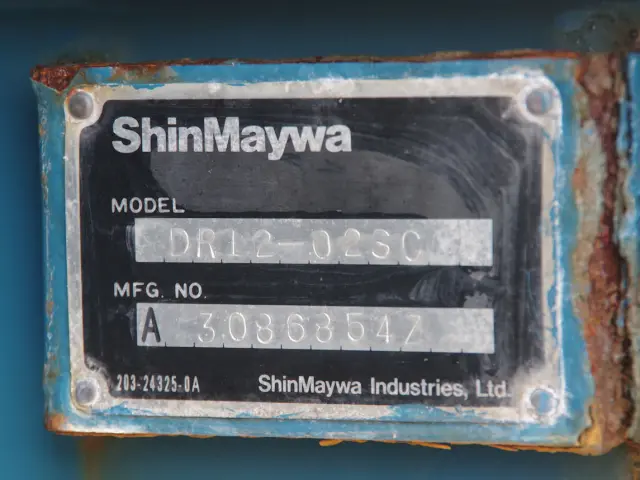 ShinMaywa
MODEL
DR12-02SC
MFG. NO.
A 30868547
203-24325-0A
ShinMaywa Industries, Ltd.